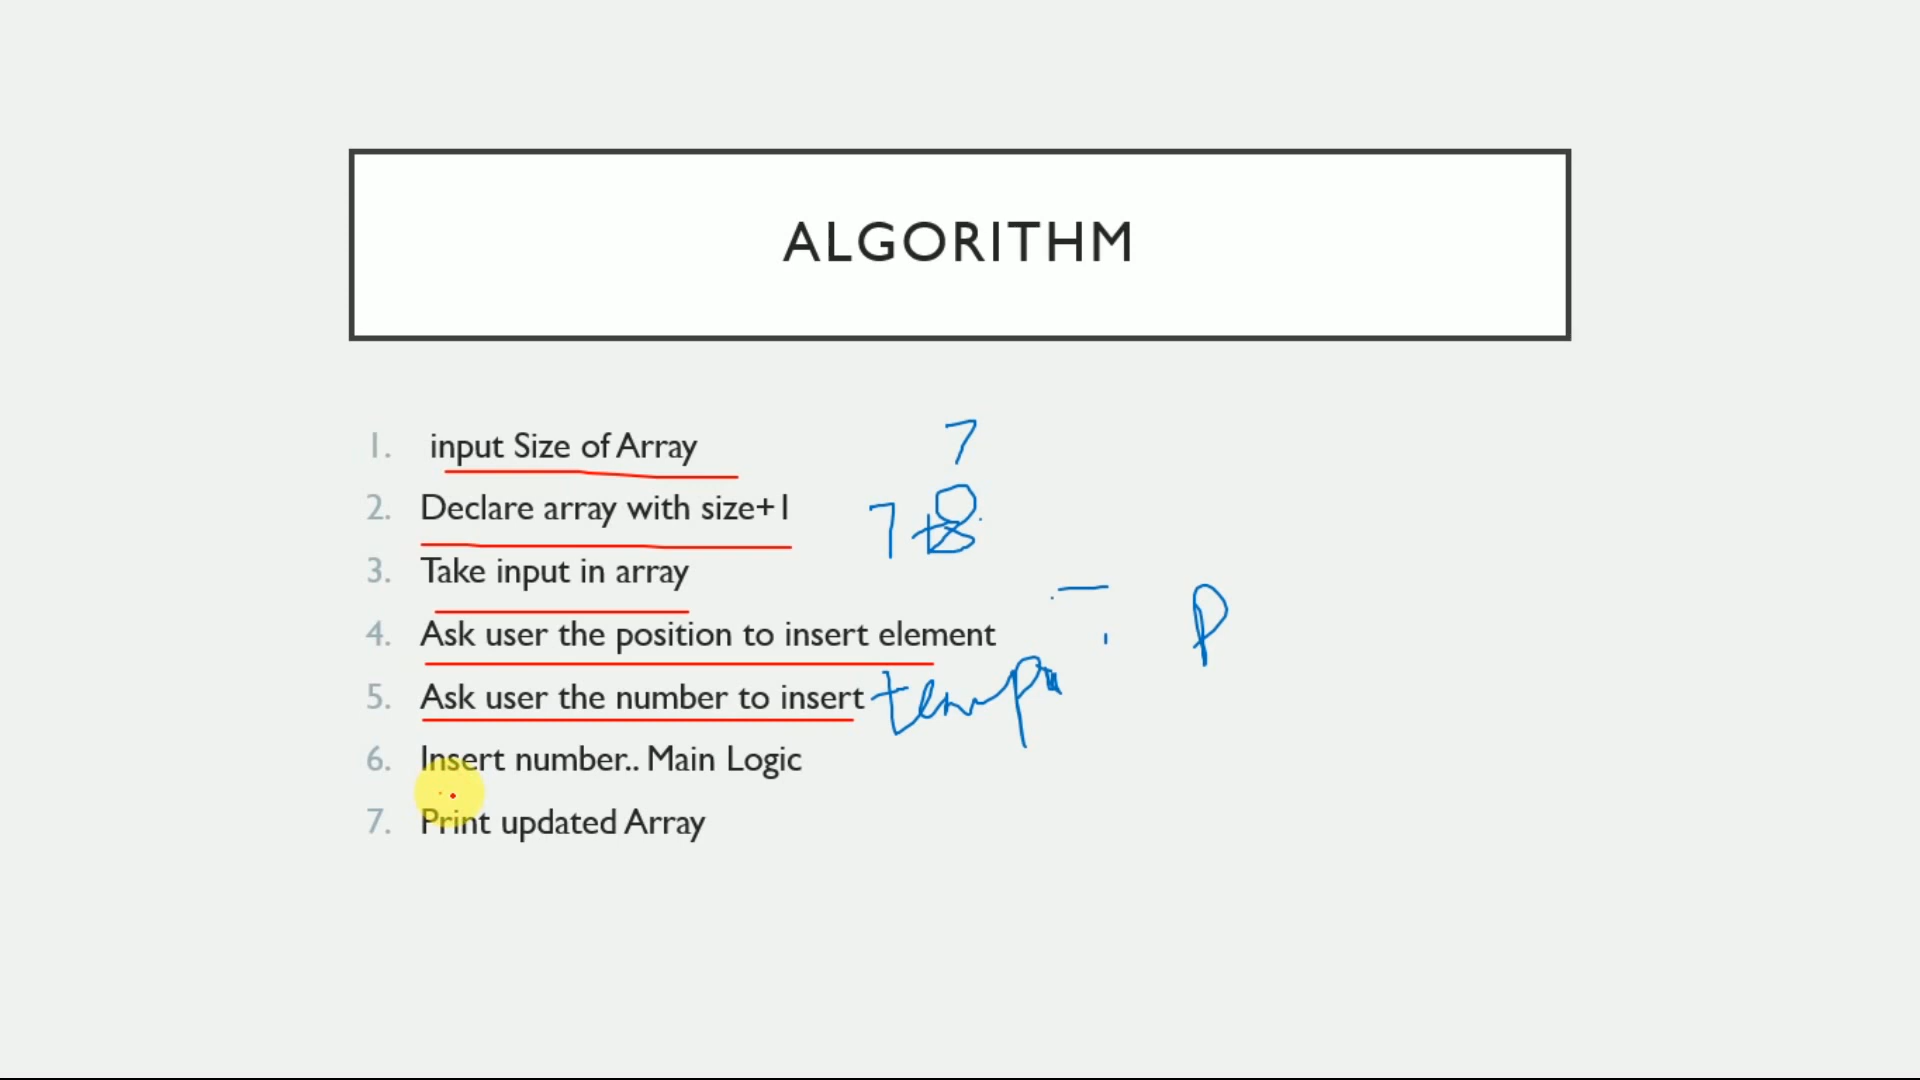 ALGORITHM
1. input Size of Array 7
2. Declare array with size+1 7+8
3. Take input in array
4. Ask user the position to insert element P
5. Ask user the number to insert temp
6. Insert number.. Main Logic
7. Print updated Array